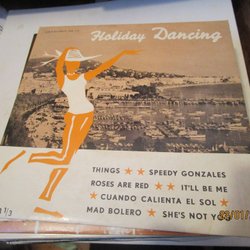 Holiday Dancing
THINGS ★ ★ SPEEDY GONZALES
ROSES ARE RED ★ ★ IT'LL BE ME
★ CUANDO CALIENTA EL SOL ★
MAD BOLERO ★ SHE'S NOT YO